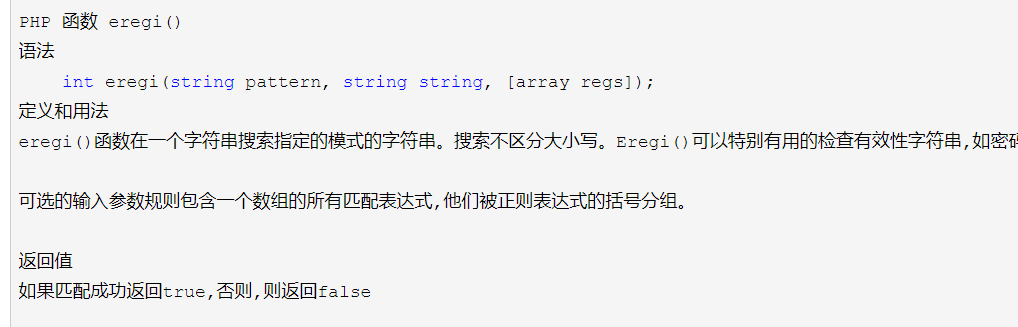 PHP 函数 eregi()
语法
int eregi(string pattern, string string, [array regs]);
定义和用法
eregi()函数在一个字符串搜索指定的模式的字符串。搜索不区分大小写。Eregi()可以特别有用的检查有效性字符串,如密码
可选的输入参数规则包含一个数组的所有匹配表达式,他们被正则表达式的括号分组。
返回值
如果匹配成功返回true,否则,则返回false